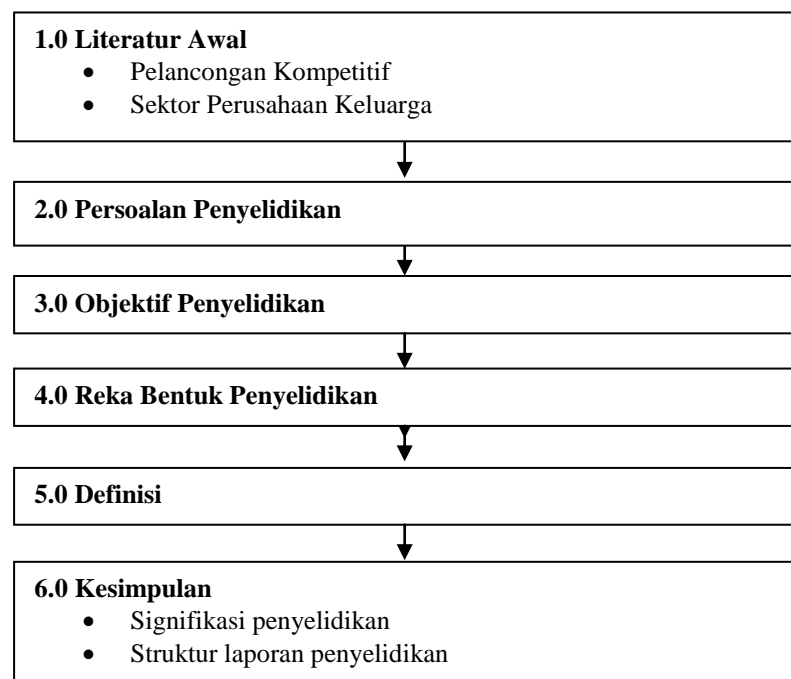 1.0 Literatur Awal
• Pelancongan Kompetitif
• Sektor Perusahaan Keluarga
2.0 Persoalan Penyelidikan
3.0 Objektif Penyelidikan
4.0 Reka Bentuk Penyelidikan
5.0 Definisi
6.0 Kesimpulan
• Signifikasi penyelidikan
• Struktur laporan penyelidikan